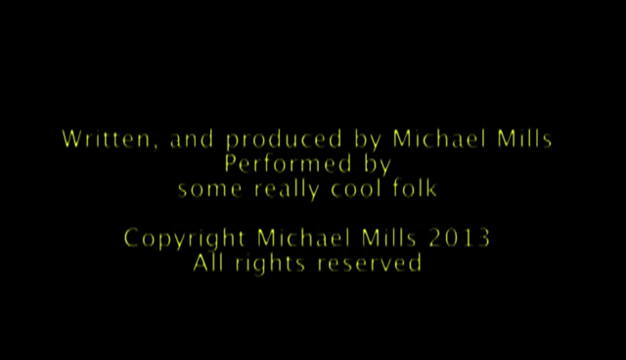 Written, and produced by Michael Mills
Performed by
some really cool folk
Copyright Michael Mills 2013
All rights reserved